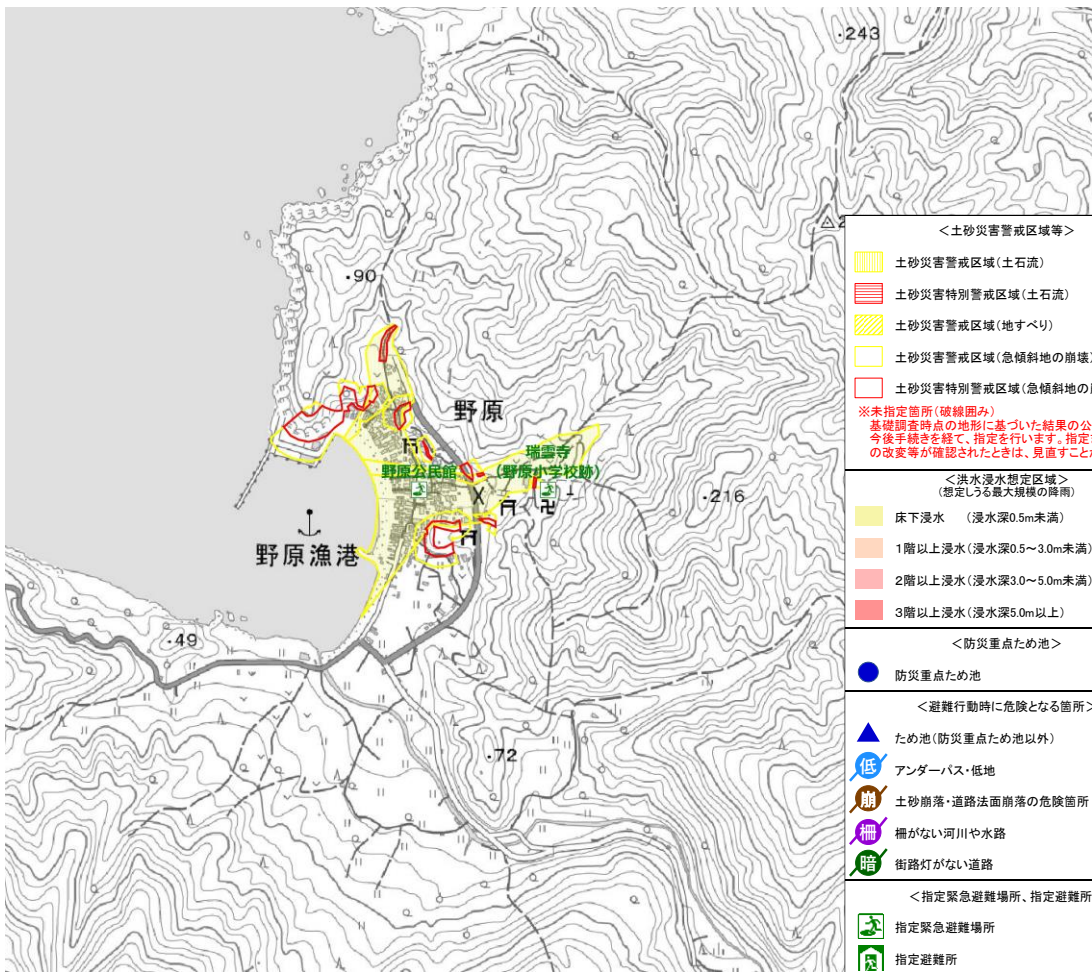 ・243
2
・90
野原
瑞雲寺
野原公民館
(野原小学校跡)
・216
野原漁港
・49
・72
＜土砂災害警戒区域等＞
土砂災害警戒区域(土石流)
土砂災害特別警戒区域(土石流)
土砂災害警戒区域(地すべり)
土砂災害警戒区域(急傾斜地の崩壊
土砂災害特別警戒区域(急傾斜地の
※未指定箇所(破線囲み)
基礎調査時点の地形に基づいた結果の公
今後手続きを経て、指定を行います。指定
の改変等が確認されたときは、見直すこと
＜洪水浸水想定区域＞
(想定しうる最大規模の降雨)
床下浸水 (浸水深0.5m未満)
1階以上浸水(浸水深0.5～3.0m未満)
2階以上浸水(浸水深3.0～5.0m未満)
3階以上浸水(浸水深5.0m以上)
＜防災重点ため池＞
防災重点ため池
＜避難行動時に危険となる箇所＞
ため池(防災重点ため池以外)
低 アンダーパス・低地
崩 土砂崩落・道路法面崩落の危険箇所
柵 柵がない河川や水路
暗 街路灯がない道路
＜指定緊急避難場所、指定避難所
指定緊急避難場所
指定避難所